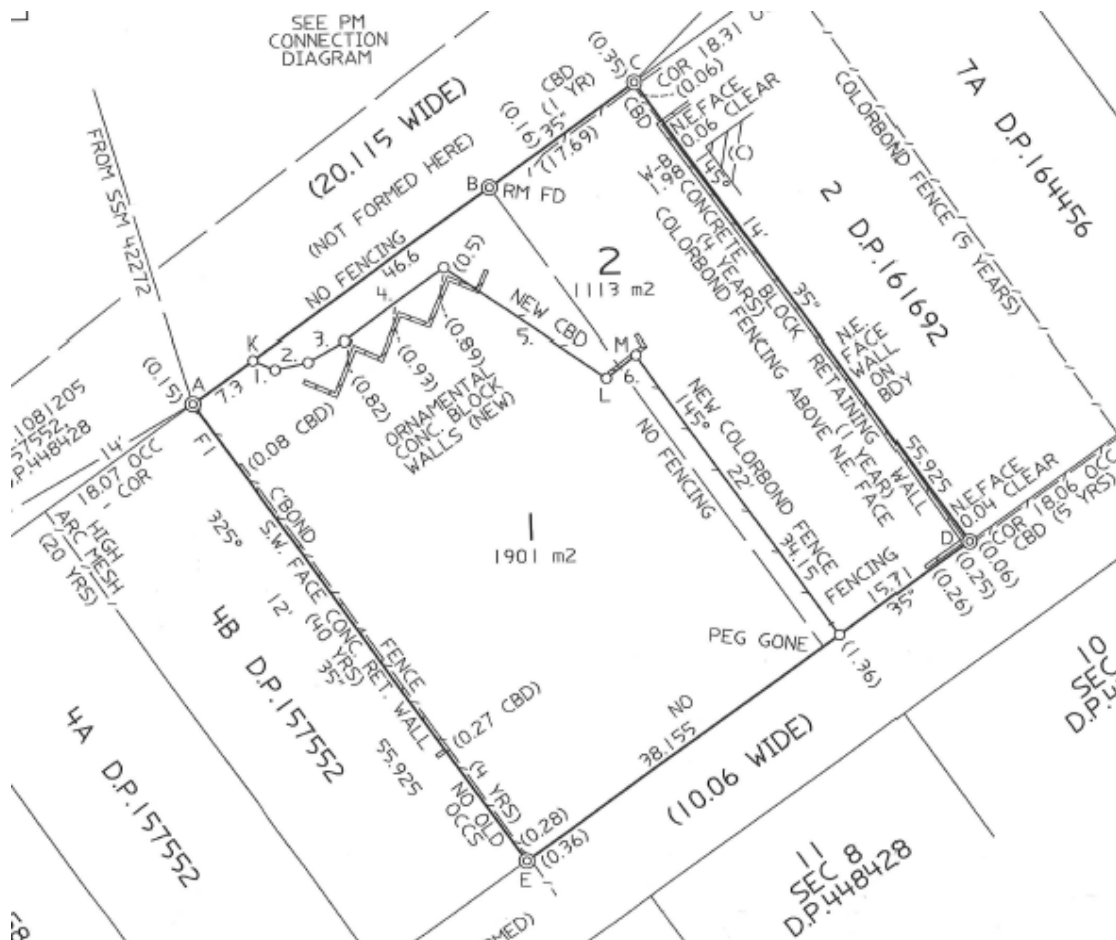 SEE PM
CONNECTION
DIAGRAM
FROM SSM 42272
(20.115 WIDE)
(NOT FORMED HERE)
NO FENCING
46.6
(0.35)
C
CBD
(1 YR)
(0.16)
35"
(17.69)
COR 18.31
(0.06)
CBD
N.E.FACE
0.06 CLEAR
145°
COLORBOND FENCE (5 YEARS)
7A D.P.164456
2 D.P.161692
B
RM FD
2
1113 m2
14'
35"
CONCRETE BLOCK RETAINING WALL
(4 YEARS)
(1 YEAR)
COLORBOND FENCING ABOVE N.E. FACE
N.E.
FACE
WALL
ON
BDY
55.925
K
1.
2.
3.
4.
(0.5)
NEW CBD
5.
M
6.
L
(0.15)
A
7.3
(0.82)
(0.93)
(0.89)
ORNAMENTAL
CONC. BLOCK
WALLS (NEW)
.1081205
D.P.448428
14'
18.07 OCC
COR
HIGH
ARC MESH
(20 YRS)
(0.08 CBD)
C'BOND FENCE
S.W. FACE CONC. RET. WALL
(40 YRS)
325°
12'
35"
55.925
1
1901 m2
NEW COLORBOND FENCE
145°
22'
34.15
NO FENCING
N.E.FACE
0.04 CLEAR
D
COR 18.06 OCC
(0.06)
CBD (5 YRS)
(0.25)
(0.26)
FENCING
15.71
35°
PEG GONE
(1.36)
4B D.P.157552
4A D.P.157552
(0.27 CBD)
(4 YRS)
NO OLD
OCCS
(0.28)
(0.36)
E
NO
38.155
(10.06 WIDE)
11
SEC 8
D.P.448428
10